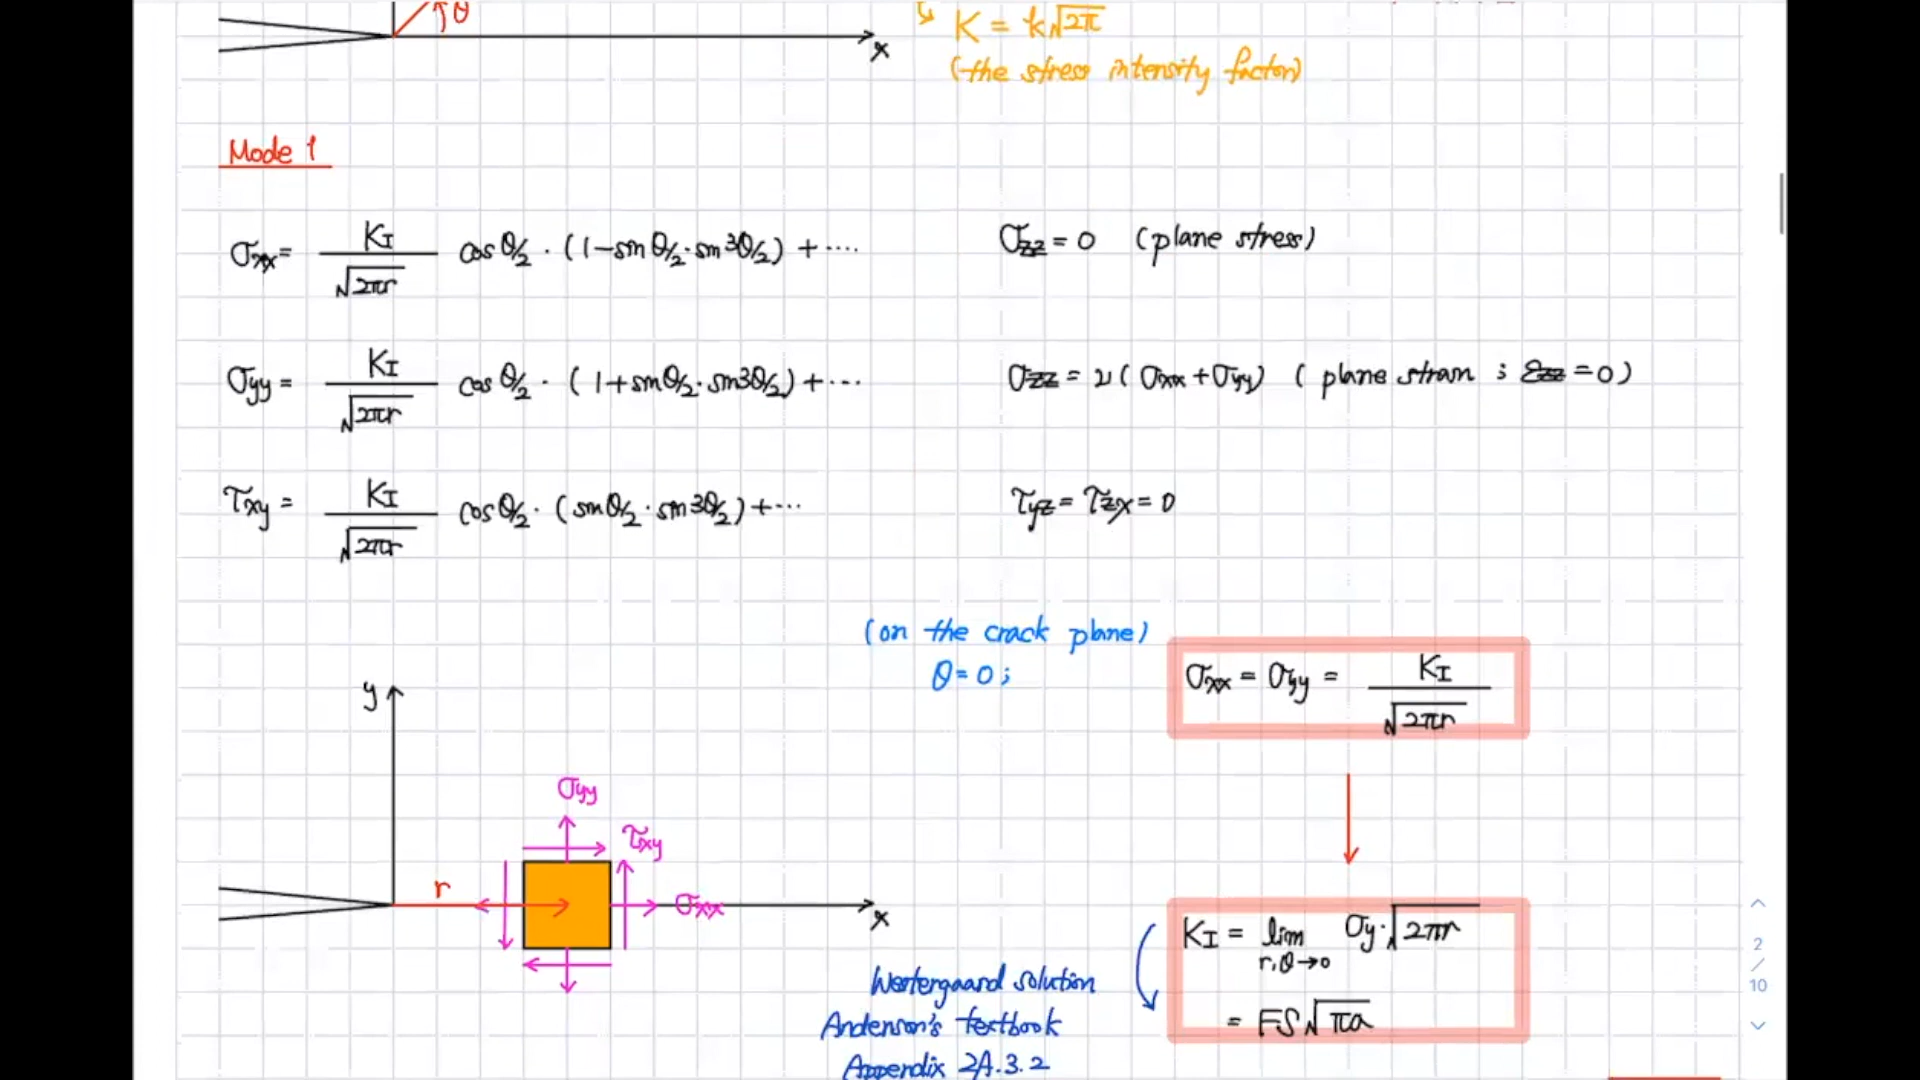 θ
x
K = k√2π
(the stress intensity factor)
Mode 1
σxx = KI/√2πr cos θ/2 · (1 − sin θ/2 · sin 3θ/2) + ....
σzz = 0 (plane stress)
σyy = KI/√2πr cos θ/2 · (1 + sin θ/2 · sin 3θ/2) + ...
σzz = ν(σxx + σyy) (plane strain ; εzz = 0)
τxy = KI/√2πr cos θ/2 · (sin θ/2 · sin 3θ/2) + ...
τyz = τzx = 0
(on the crack plane)
θ = 0 ;
σxx = σyy = KI/√2πr
y
σyy
τxy
r
σxx
x
KI = lim r,θ→0 σy·√2πr
= FS√πa
Westergaard solution
Anderson's textbook
Appendix 2A.3.2
2
/
10